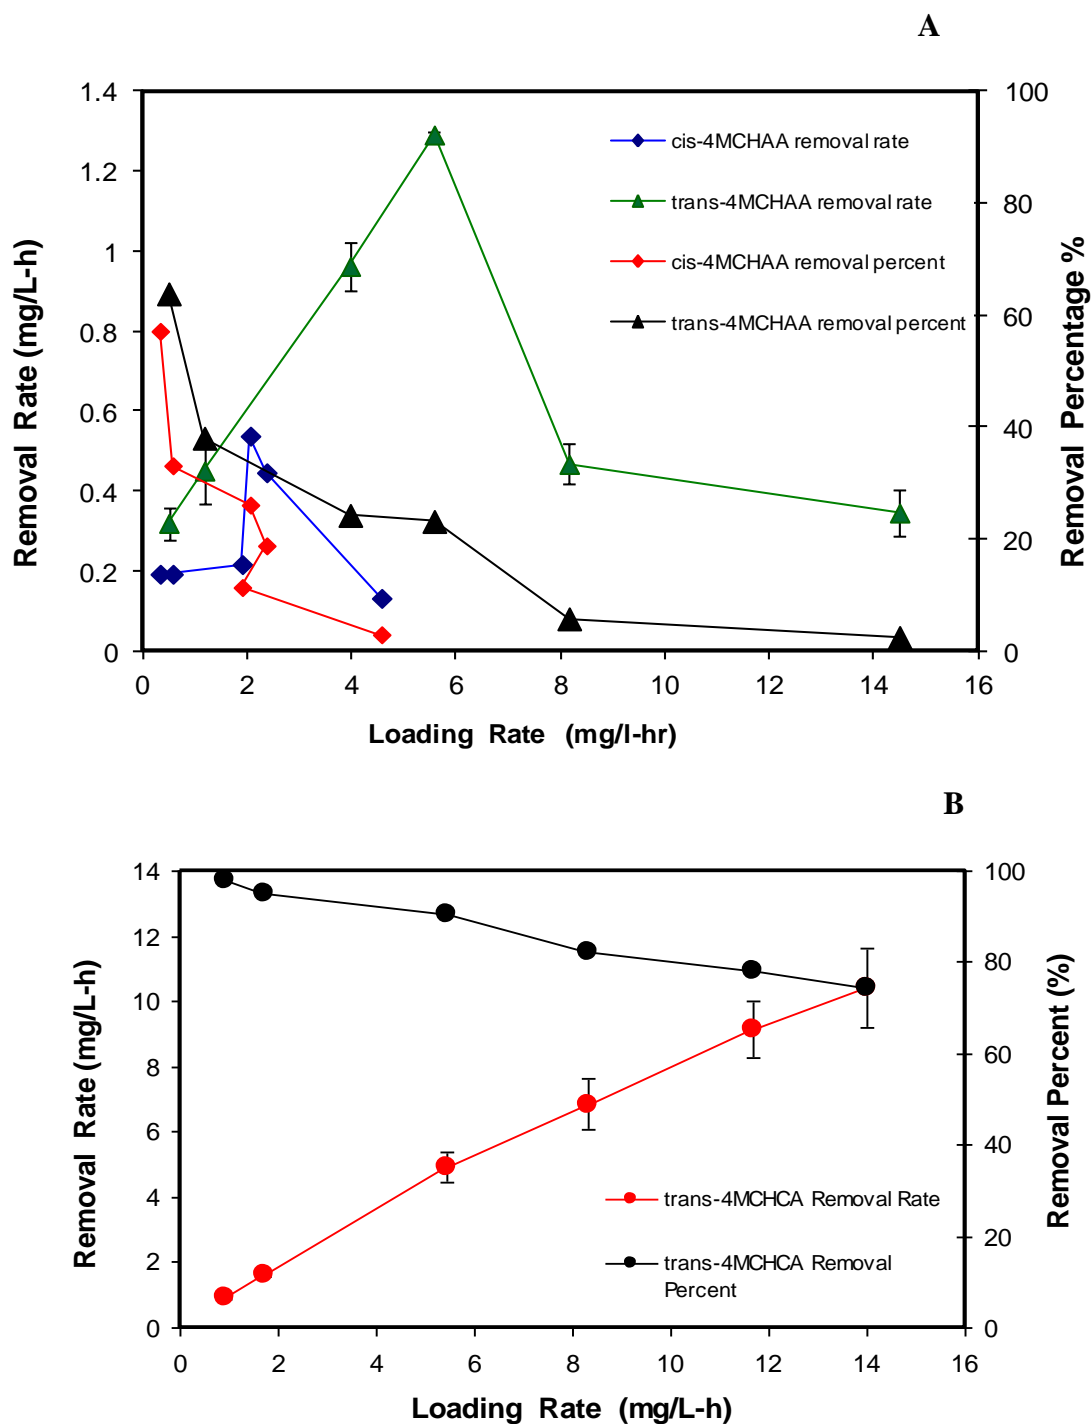 A
1.4
1.2
1
0.8
0.6
0.4
0.2
0
Removal Rate (mg/L-h)
100
80
60
40
20
0
Removal Percentage %
cis-4MCHAA removal rate
trans-4MCHAA removal rate
cis-4MCHAA removal percent
trans-4MCHAA removal percent
0 2 4 6 8 10 12 14 16
Loading Rate (mg/l-hr)
B
14
12
10
8
6
4
2
0
Removal Rate (mg/L-h)
100
80
60
40
20
0
Removal Percent (%)
trans-4MCHCA Removal Rate
trans-4MCHCA Removal
Percent
0 2 4 6 8 10 12 14 16
Loading Rate (mg/L-h)